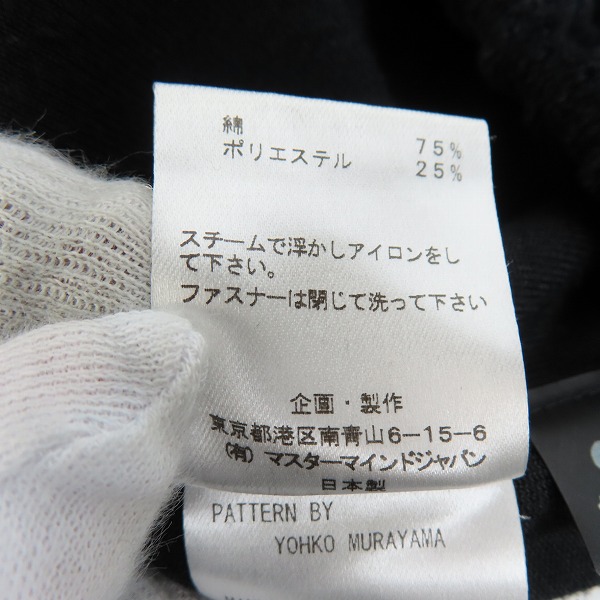 綿 75%
ポリエステル 25%
スチームで浮かしアイロンをし
て下さい。
ファスナーは閉じて洗って下さい
企画・製作
東京都港区南青山6-15-6
(有) マスターマインドジャパン
日本製
PATTERN BY
YOHKO MURAYAMA